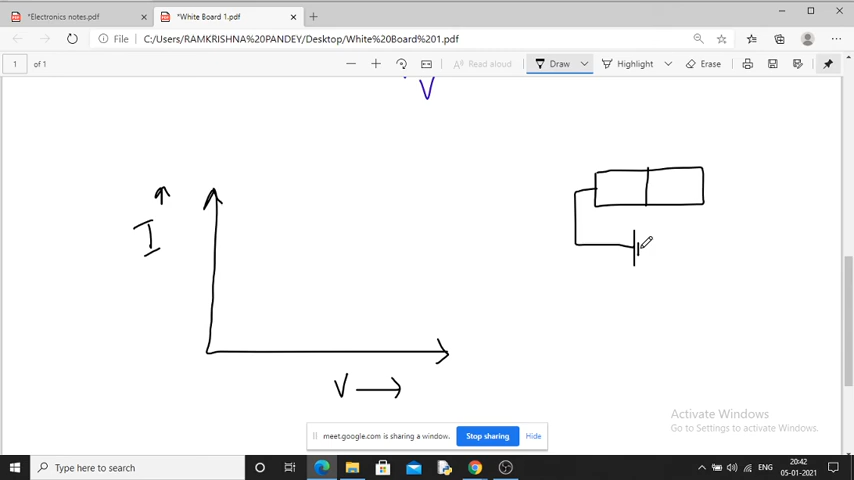 *Electronics notes.pdf
*White Board 1.pdf
File C:/Users/RAMKRISHNA%20PANDEY/Desktop/White%20Board%201.pdf
1 of 1
Read aloud
Draw
Highlight
Erase
V
I
V
Activate Windows
Go to Settings to activate Windows.
meet.google.com is sharing a window.
Stop sharing
Hide
Type here to search
ENG
20:42
05-01-2021